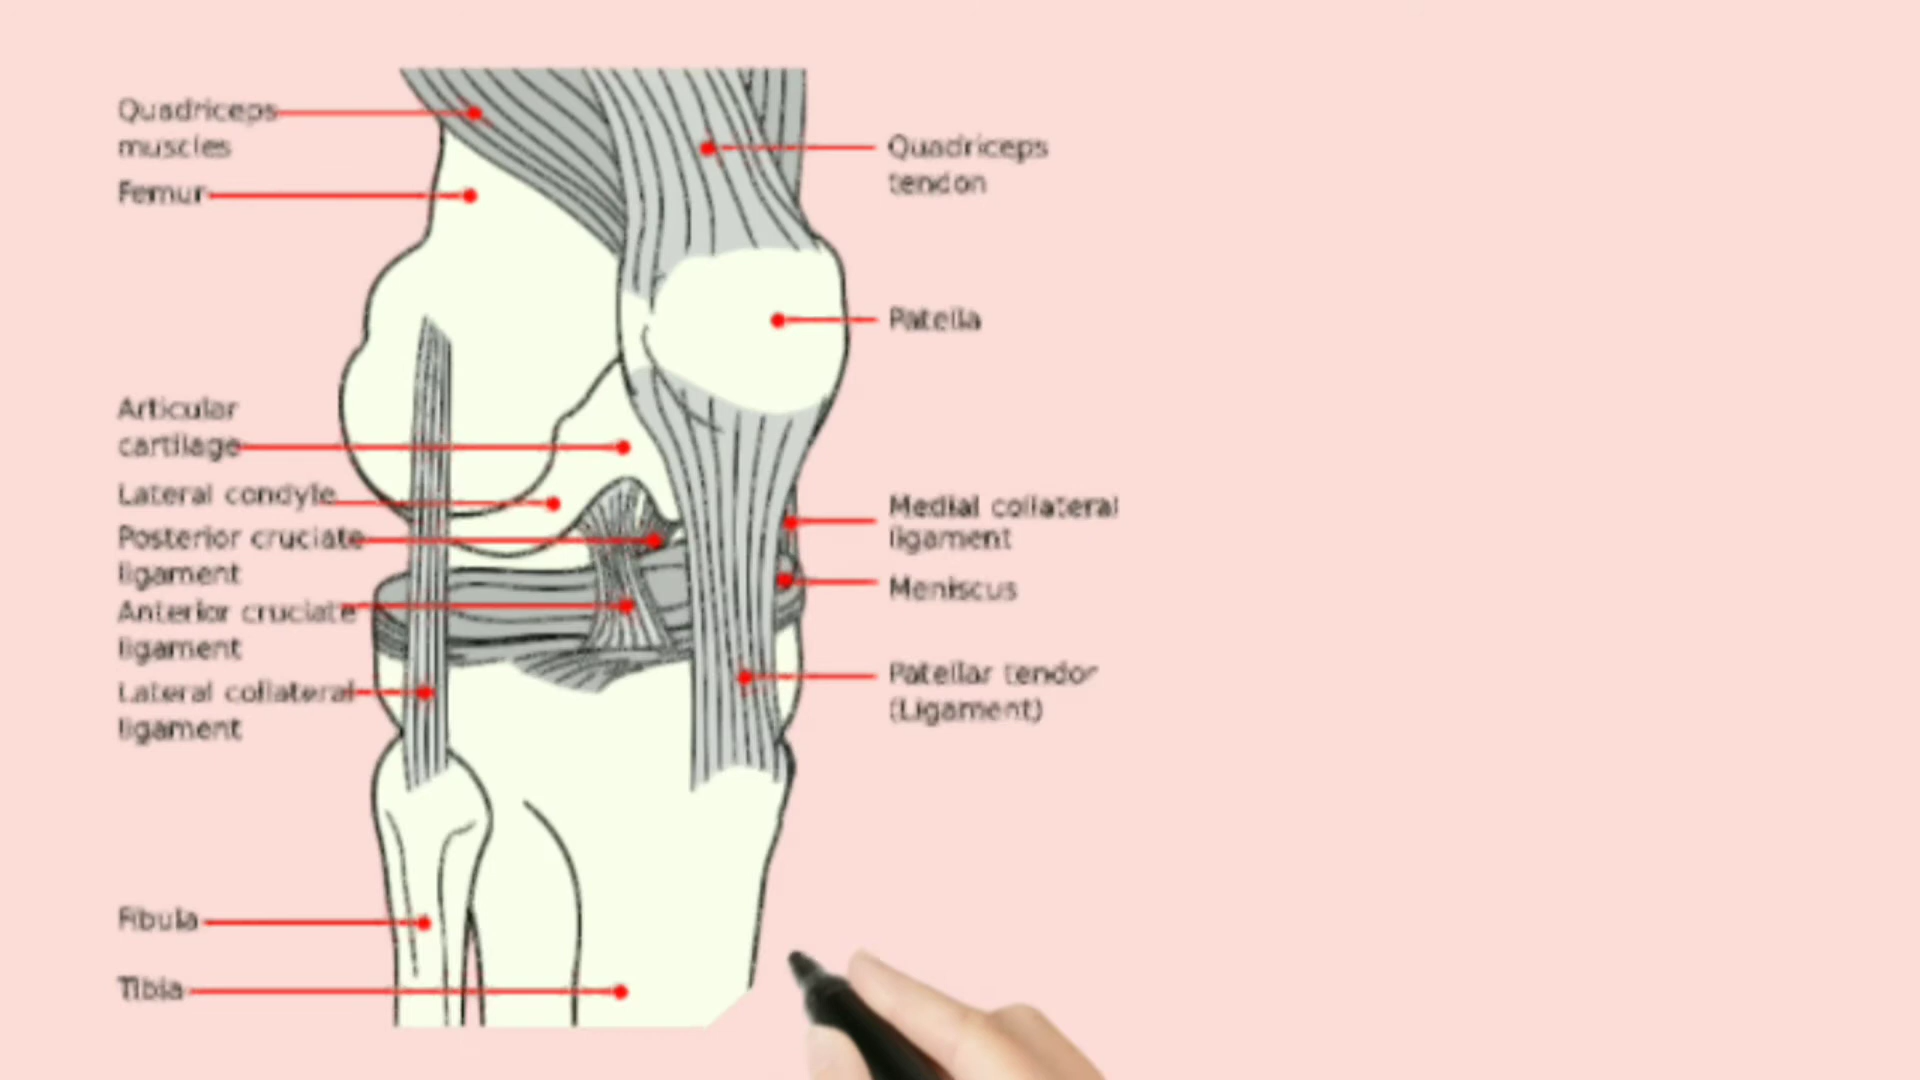 Quadriceps
muscles
Femur
Articular
cartilage
Lateral condyle
Posterior cruciate
ligament
Anterior cruciate
ligament
Lateral collateral
ligament
Fibula
Tibia
Quadriceps
tendon
Patella
Medial collateral
ligament
Meniscus
Patellar tendor
(Ligament)